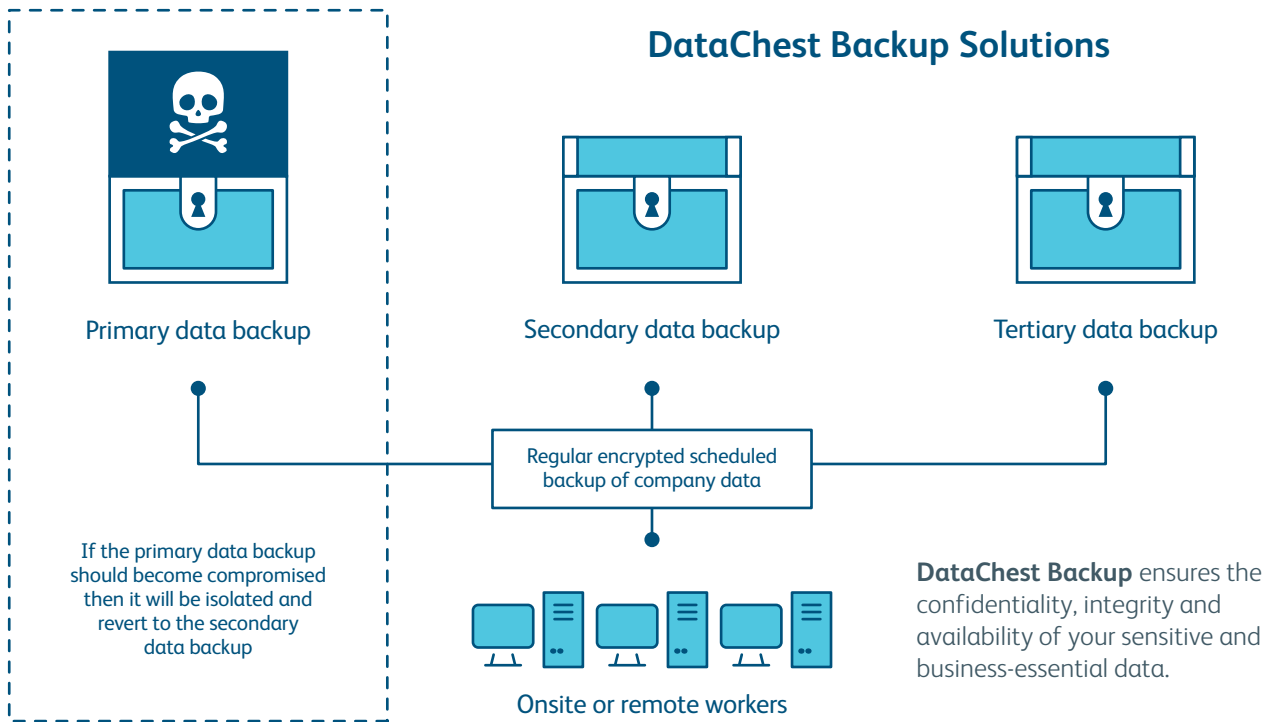 DataChest Backup Solutions
Primary data backup
Secondary data backup
Tertiary data backup
Regular encrypted scheduled
backup of company data
If the primary data backup
should become compromised
then it will be isolated and
revert to the secondary
data backup
Onsite or remote workers
DataChest Backup ensures the
confidentiality, integrity and
availability of your sensitive and
business-essential data.